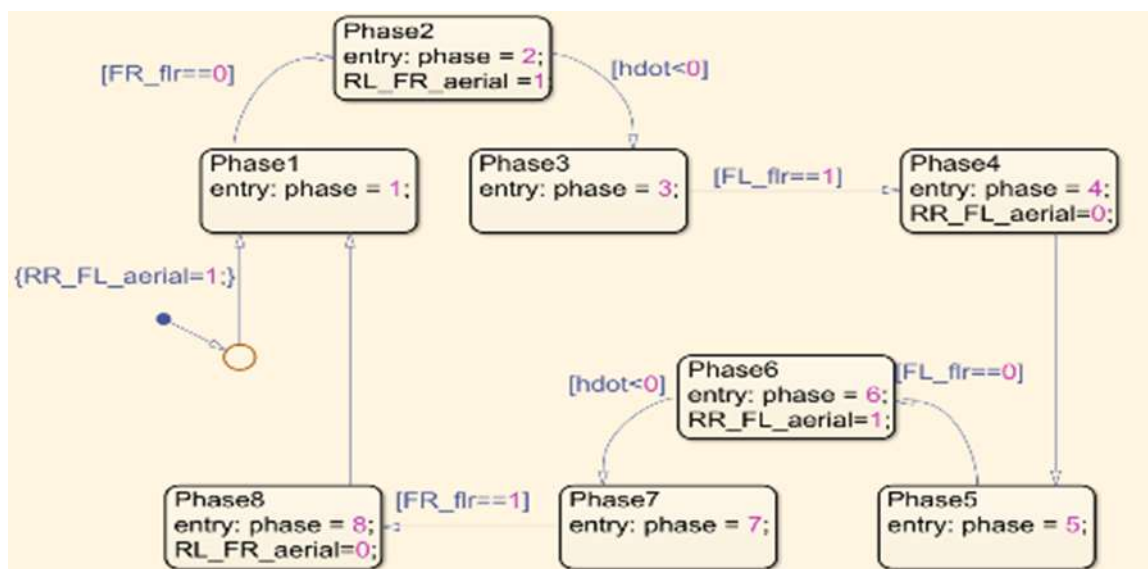 Phase2
entry: phase = 2;
RL_FR_aerial =1
[FR_flr==0]
[hdot<0]
Phase1
entry: phase = 1;
Phase3
entry: phase = 3;
[FL_flr==1]
Phase4
entry: phase = 4;
RR_FL_aerial=0;
{RR_FL_aerial=1;}
Phase6
entry: phase = 6;
RR_FL_aerial=1;
[hdot<0]
[FL_flr==0]
Phase8
entry: phase = 8;
RL_FR_aerial=0;
[FR_flr==1]
Phase7
entry: phase = 7;
Phase5
entry: phase = 5;